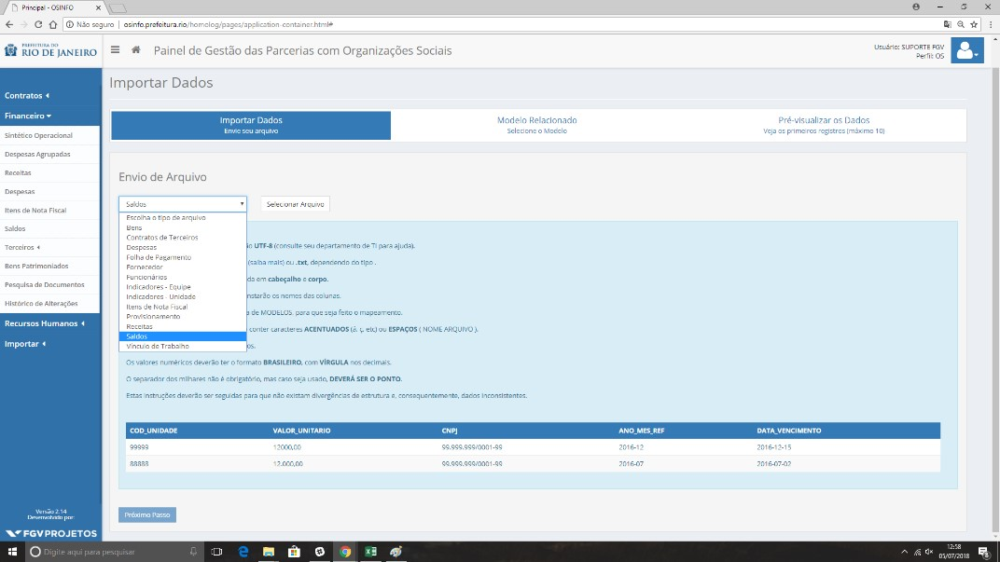 Principal - OSINFO
Não seguro | osinfo.prefeitura.rio/homolog/pages/application-container.html#
PREFEITURA DO
RIO DE JANEIRO
Painel de Gestão das Parcerias com Organizações Sociais
Usuário: SUPORTE FGV
Perfil: OS
Contratos
Financeiro
Sintético Operacional
Despesas Agrupadas
Receitas
Despesas
Itens de Nota Fiscal
Saldos
Terceiros
Bens Patrimoniados
Pesquisa de Documentos
Histórico de Alterações
Recursos Humanos
Importar
Versão 2.14
Desenvolvido por:
FGV PROJETOS
Importar Dados
Importar Dados
Envie seu arquivo
Modelo Relacionado
Selecione o Modelo
Pré-visualizar os Dados
Veja os primeiros registros (máximo 10)
Envio de Arquivo
Saldos
Selecionar Arquivo
Escolha o tipo de arquivo
Bens
Contratos de Terceiros
Despesas
Folha de Pagamento
Fornecedor
Funcionários
Indicadores - Equipe
Indicadores - Unidade
Itens de Nota Fiscal
Provisionamento
Receitas
Saldos
Vínculo de Trabalho
UTF-8 (consulte seu departamento de TI para ajuda).
(saiba mais) ou .txt, dependendo do tipo .
da em cabeçalho e corpo.
nstarão os nomes das colunas.
a de MODELOS, para que seja feito o mapeamento.
conter caracteres ACENTUADOS (ã, ç, etc) ou ESPAÇOS ( NOME ARQUIVO ).
os.
Os valores numéricos deverão ter o formato BRASILEIRO, com VÍRGULA nos decimais.
O separador dos milhares não é obrigatório, mas caso seja usado, DEVERÁ SER O PONTO.
Estas instruções deverão ser seguidas para que não existam divergências de estrutura e, consequentemente, dados inconsistentes.
COD_UNIDADE VALOR_UNITARIO CNPJ ANO_MES_REF DATA_VENCIMENTO
99999 12000,00 99.999.999/0001-99 2016-12 2016-12-15
88888 12.000,00 99.999.999/0001-99 2016-07 2016-07-02
Próximo Passo
Digite aqui para pesquisar
12:58
05/07/2018